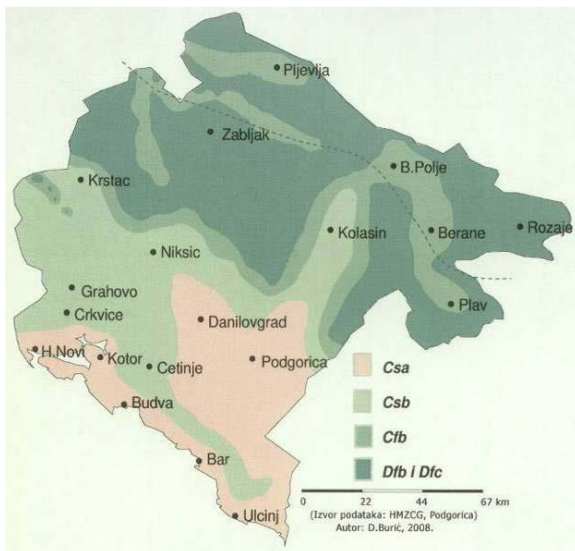 Pljevlja
Zabljak
B.Polje
Krstac
Kolasin
Berane
Rozaje
Niksic
Grahovo
Plav
Crkvice
Danilovgrad
H.Novi
Kotor
Cetinje
Podgorica
Csa
Budva
Csb
Cfb
Bar
Dfb i Dfc
0 22 44 67 km
(Izvor podataka: HMZCG, Podgorica)
Autor: D.Burić, 2008.
Ulcinj